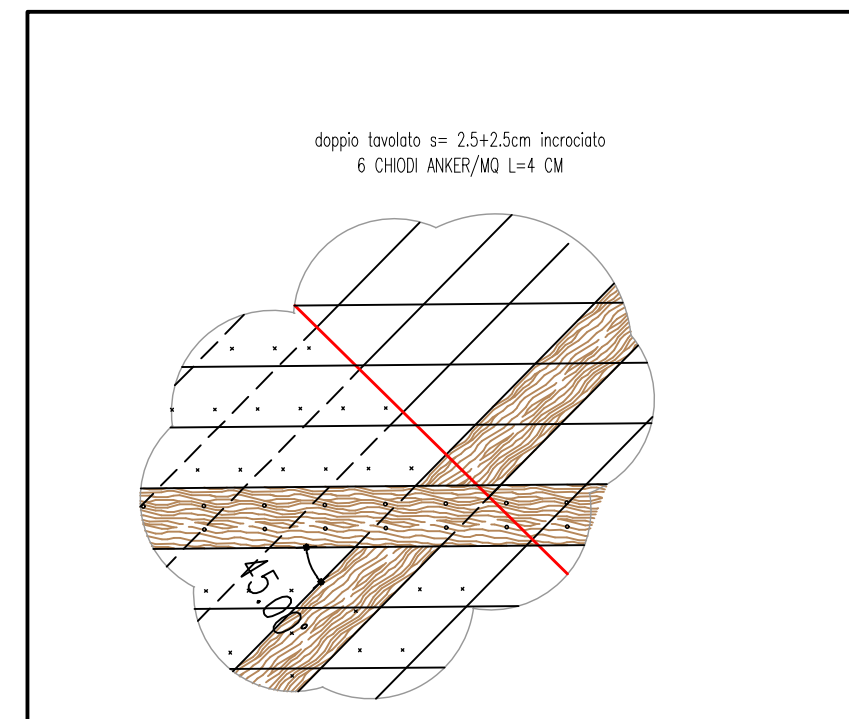 doppio tavolato s= 2.5+2.5cm incrociato
6 CHIODI ANKER/MQ L=4 CM
45.00°